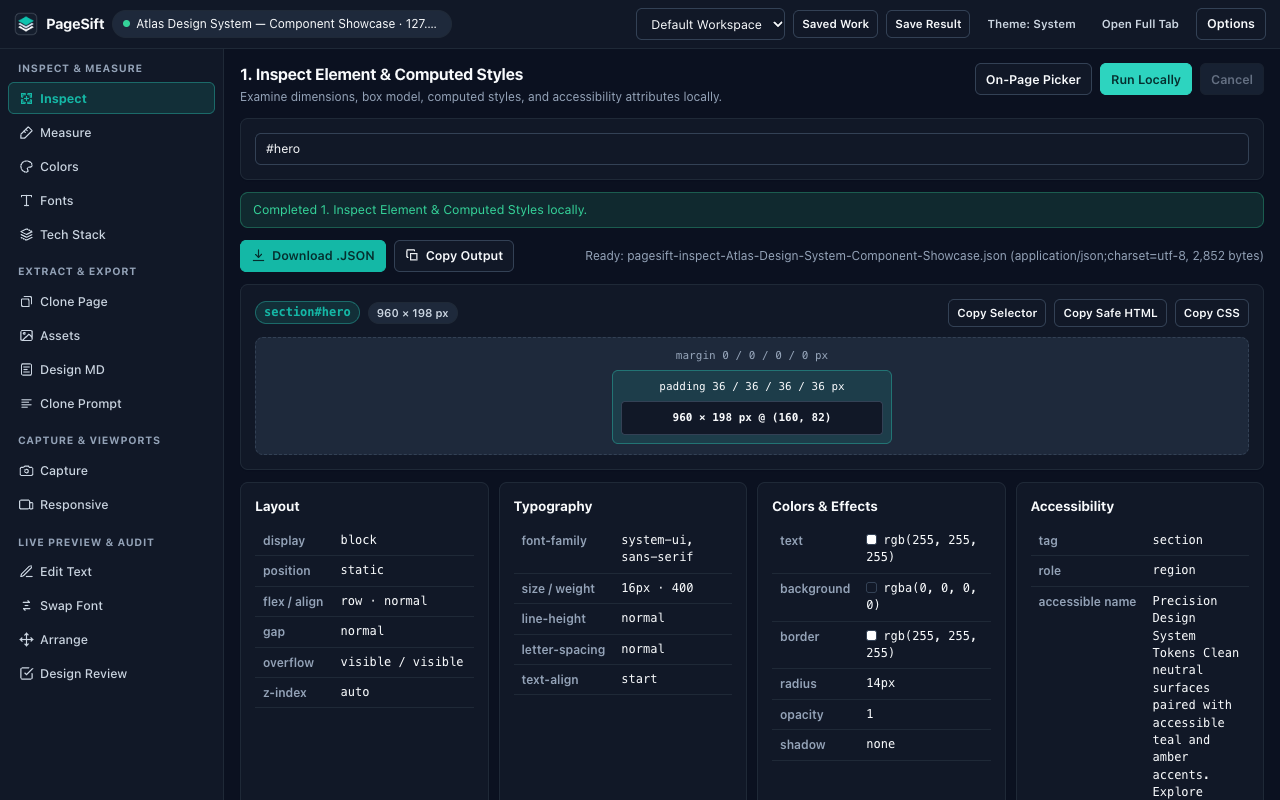 PageSift
Atlas Design System — Component Showcase · 127....
Default Workspace
Saved Work
Save Result
Theme: System
Open Full Tab
Options
INSPECT & MEASURE
Inspect
Measure
Colors
Fonts
Tech Stack
EXTRACT & EXPORT
Clone Page
Assets
Design MD
Clone Prompt
CAPTURE & VIEWPORTS
Capture
Responsive
LIVE PREVIEW & AUDIT
Edit Text
Swap Font
Arrange
Design Review
1. Inspect Element & Computed Styles
Examine dimensions, box model, computed styles, and accessibility attributes locally.
On-Page Picker
Run Locally
Cancel
#hero
Completed 1. Inspect Element & Computed Styles locally.
Download .JSON
Copy Output
Ready: pagesift-inspect-Atlas-Design-System-Component-Showcase.json (application/json;charset=utf-8, 2,852 bytes)
section#hero
960 × 198 px
Copy Selector
Copy Safe HTML
Copy CSS
margin 0 / 0 / 0 / 0 px
padding 36 / 36 / 36 / 36 px
960 × 198 px @ (160, 82)
Layout
display block
position static
flex / align row · normal
gap normal
overflow visible / visible
z-index auto
Typography
font-family system-ui,
sans-serif
size / weight 16px · 400
line-height normal
letter-spacing normal
text-align start
Colors & Effects
text rgb(255, 255,
255)
background rgba(0, 0, 0,
0)
border rgb(255, 255,
255)
radius 14px
opacity 1
shadow none
Accessibility
tag section
role region
accessible name Precision
Design
System
Tokens Clean
neutral
surfaces
paired with
accessible
teal and
amber
accents.
Explore